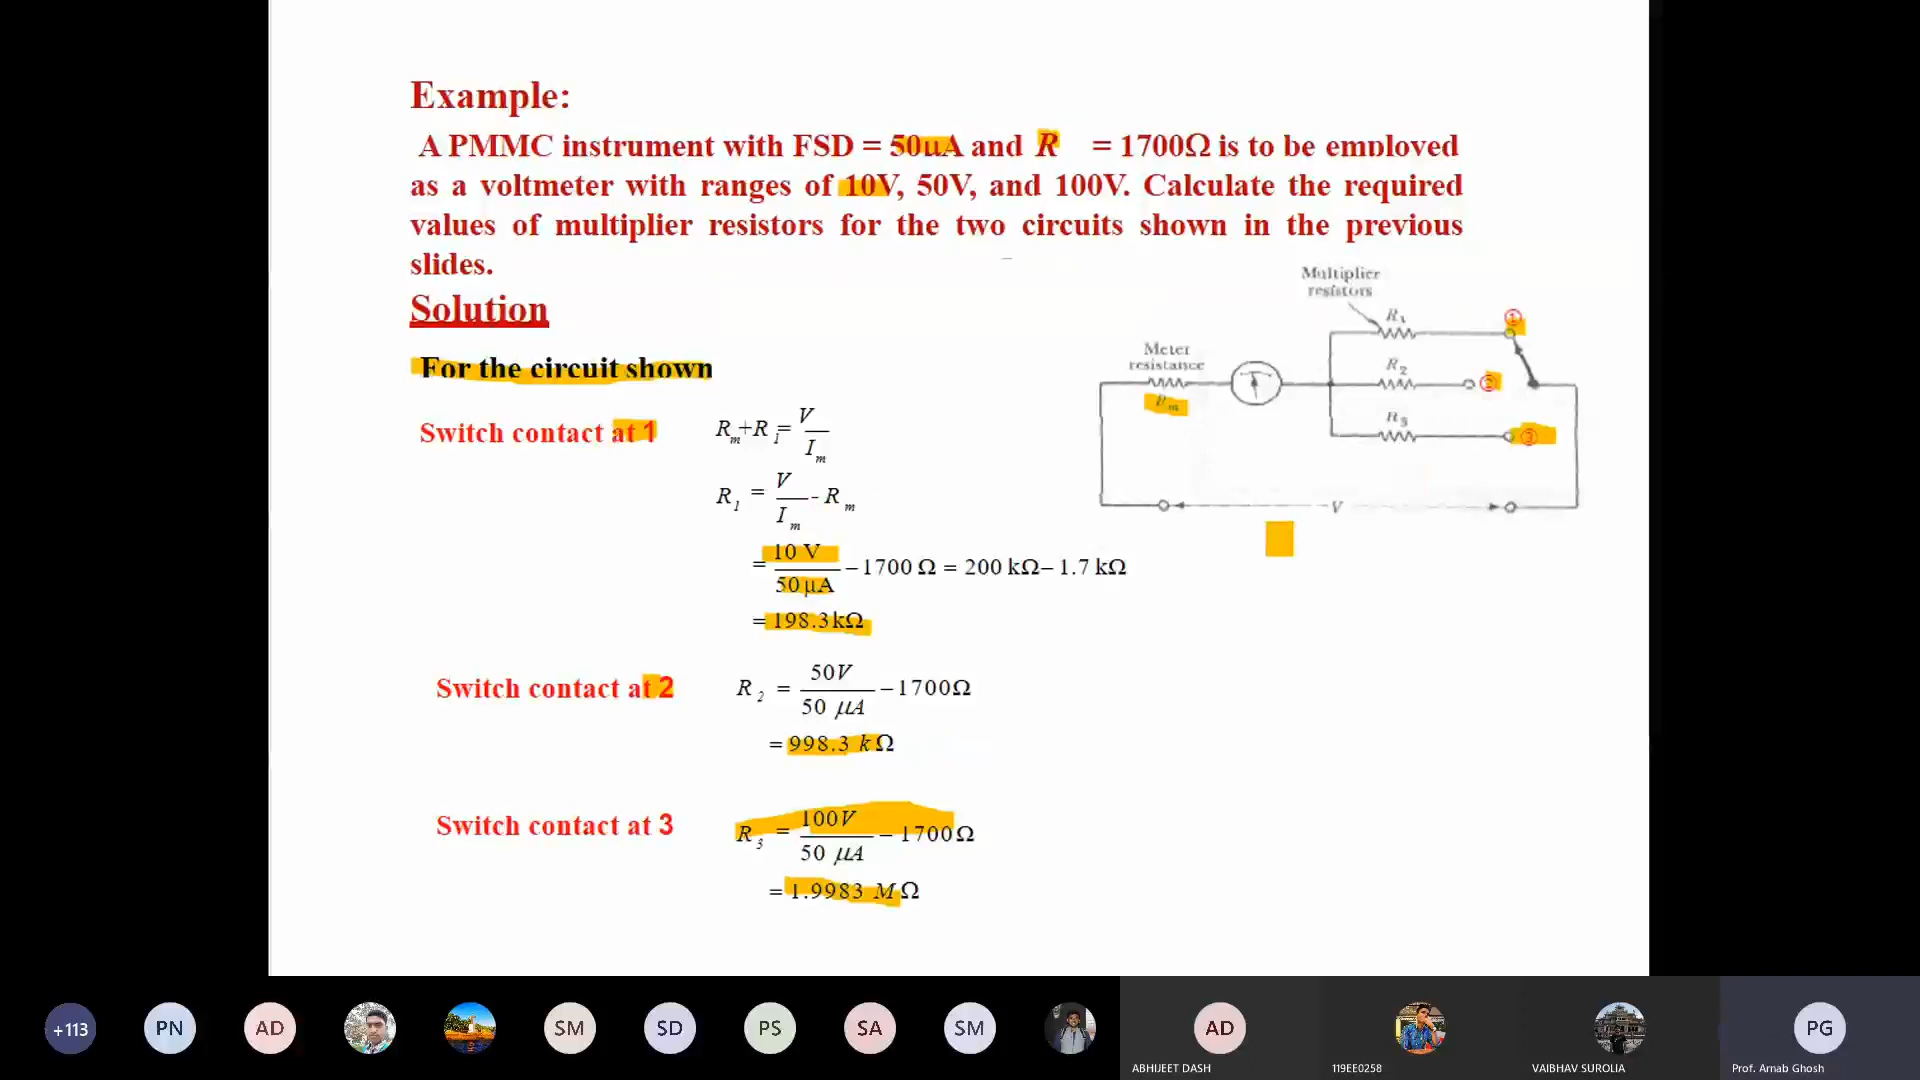 Example:
A PMMC instrument with FSD = 50µA and R = 1700Ω is to be employed
as a voltmeter with ranges of 10V, 50V, and 100V. Calculate the required
values of multiplier resistors for the two circuits shown in the previous
slides.
Solution
For the circuit shown
Multiplier
resistors
R1
①
Meter
resistance
Rm
R2
②
R3
③
V
Switch contact at 1
Rm+R1 = V/Im
R1 = V/Im - Rm
= 10 V/50 µA – 1700 Ω = 200 kΩ – 1.7 kΩ
= 198.3kΩ
Switch contact at 2
R2 = 50V/50 µA – 1700Ω
= 998.3 kΩ
Switch contact at 3
R3 = 100V/50 µA – 1700Ω
= 1.9983 MΩ
+113
PN
AD
SM
SD
PS
SA
SM
AD
PG
ABHIJEET DASH
119EE0258
VAIBHAV SUROLIA
Prof. Arnab Ghosh